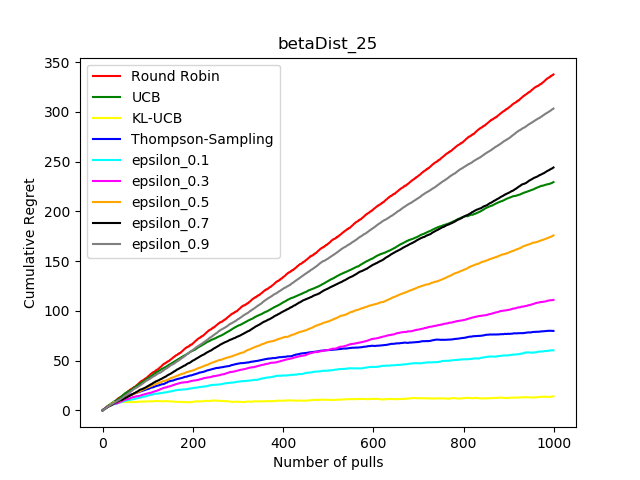 betaDist_25
Cumulative Regret
350
300
250
200
150
100
50
0
Round Robin
UCB
KL-UCB
Thompson-Sampling
epsilon_0.1
epsilon_0.3
epsilon_0.5
epsilon_0.7
epsilon_0.9
0 200 400 600 800 1000
Number of pulls